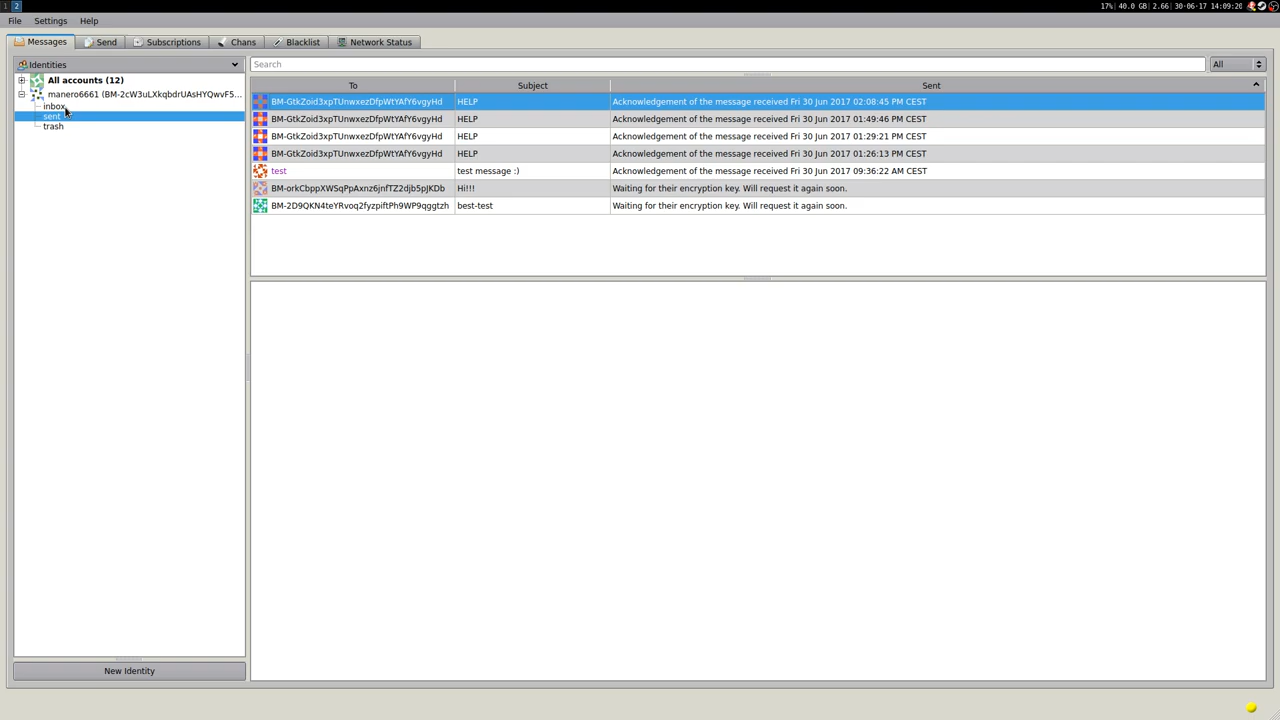 1 2 17% | 40.0 GB | 2.66 | 30-06-17 14:09:20
File Settings Help
Messages Send Subscriptions Chans Blacklist Network Status
Identities
Search
All
All accounts (12)
manero6661 (BM-2cW3uLXkqbdrUAsHYQwvF5...
inbox
sent
trash
To Subject Sent
BM-GtkZoid3xpTUnwxezDfpWtYAfY6vgyHd HELP Acknowledgement of the message received Fri 30 Jun 2017 02:08:45 PM CEST
BM-GtkZoid3xpTUnwxezDfpWtYAfY6vgyHd HELP Acknowledgement of the message received Fri 30 Jun 2017 01:49:46 PM CEST
BM-GtkZoid3xpTUnwxezDfpWtYAfY6vgyHd HELP Acknowledgement of the message received Fri 30 Jun 2017 01:29:21 PM CEST
BM-GtkZoid3xpTUnwxezDfpWtYAfY6vgyHd HELP Acknowledgement of the message received Fri 30 Jun 2017 01:26:13 PM CEST
test test message :) Acknowledgement of the message received Fri 30 Jun 2017 09:36:22 AM CEST
BM-orkCbppXWSqPpAxnz6jnfTZ2djb5pJKDb Hi!!! Waiting for their encryption key. Will request it again soon.
BM-2D9QKN4teYRvoq2fyzpiftPh9WP9qggtzh best-test Waiting for their encryption key. Will request it again soon.
New Identity